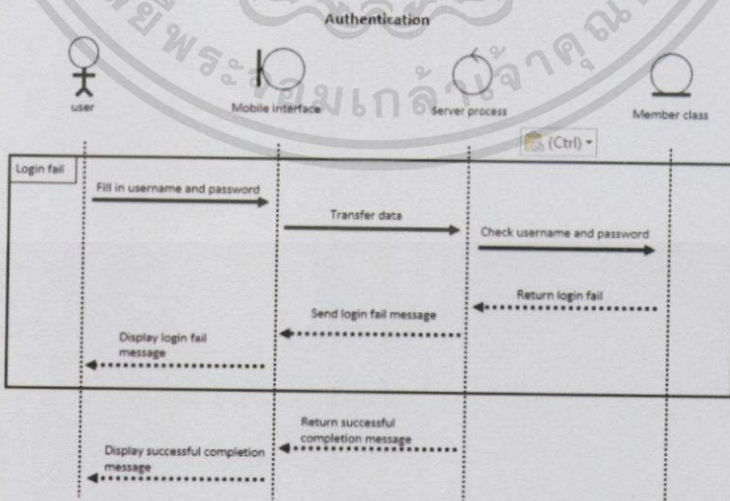 Authentication
user
Mobile interface
Server process
Member class
(Ctrl)
Login fail
Fill in username and password
Transfer data
Check username and password
Return login fail
Send login fail message
Display login fail
message
Return successful
completion message
Display successful completion
message